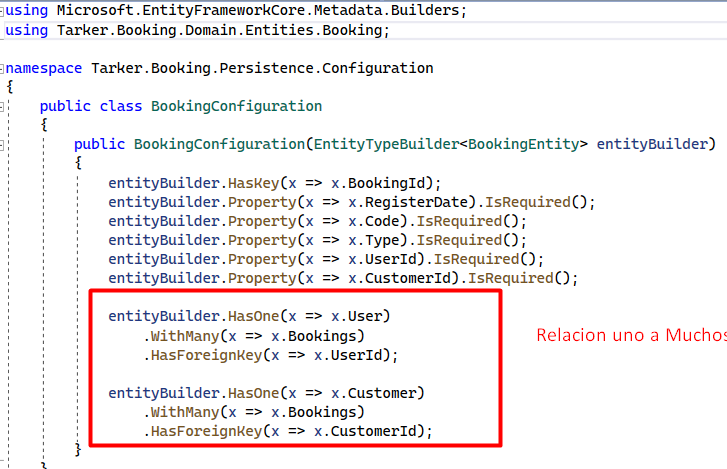 using Microsoft.EntityFrameworkCore.Metadata.Builders;
using Tarker.Booking.Domain.Entities.Booking;
namespace Tarker.Booking.Persistence.Configuration
{
public class BookingConfiguration
{
public BookingConfiguration(EntityTypeBuilder<BookingEntity> entityBuilder)
{
entityBuilder.HasKey(x => x.BookingId);
entityBuilder.Property(x => x.RegisterDate).IsRequired();
entityBuilder.Property(x => x.Code).IsRequired();
entityBuilder.Property(x => x.Type).IsRequired();
entityBuilder.Property(x => x.UserId).IsRequired();
entityBuilder.Property(x => x.CustomerId).IsRequired();
entityBuilder.HasOne(x => x.User)
.WithMany(x => x.Bookings)
.HasForeignKey(x => x.UserId);
Relacion uno a Muchos
entityBuilder.HasOne(x => x.Customer)
.WithMany(x => x.Bookings)
.HasForeignKey(x => x.CustomerId);
}
}